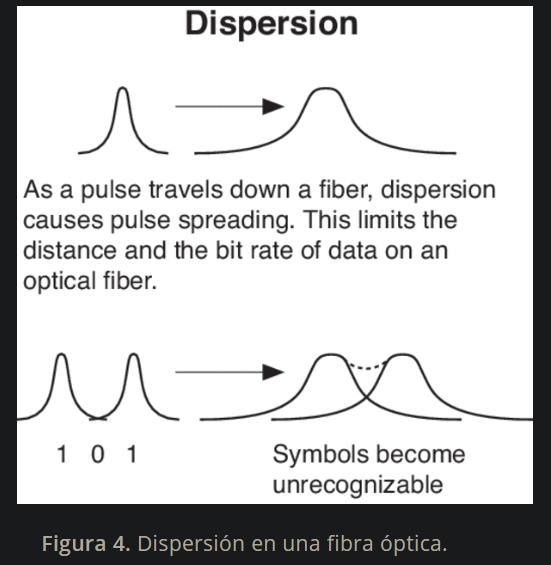 Dispersion
As a pulse travels down a fiber, dispersion
causes pulse spreading. This limits the
distance and the bit rate of data on an
optical fiber.
1 0 1
Symbols become
unrecognizable
Figura 4. Dispersión en una fibra óptica.